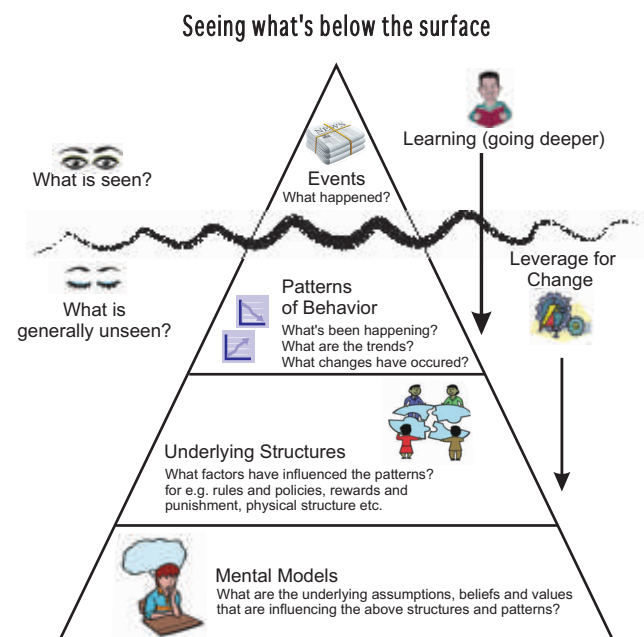 Seeing what's below the surface
NEWS
Learning (going deeper)
What is seen?
Events
What happened?
Leverage for
Change
What is
generally unseen?
Patterns
of Behavior
What's been happening?
What are the trends?
What changes have occured?
Underlying Structures
What factors have influenced the patterns?
for e.g. rules and policies, rewards and
punishment, physical structure etc.
Mental Models
What are the underlying assumptions, beliefs and values
that are influencing the above structures and patterns?